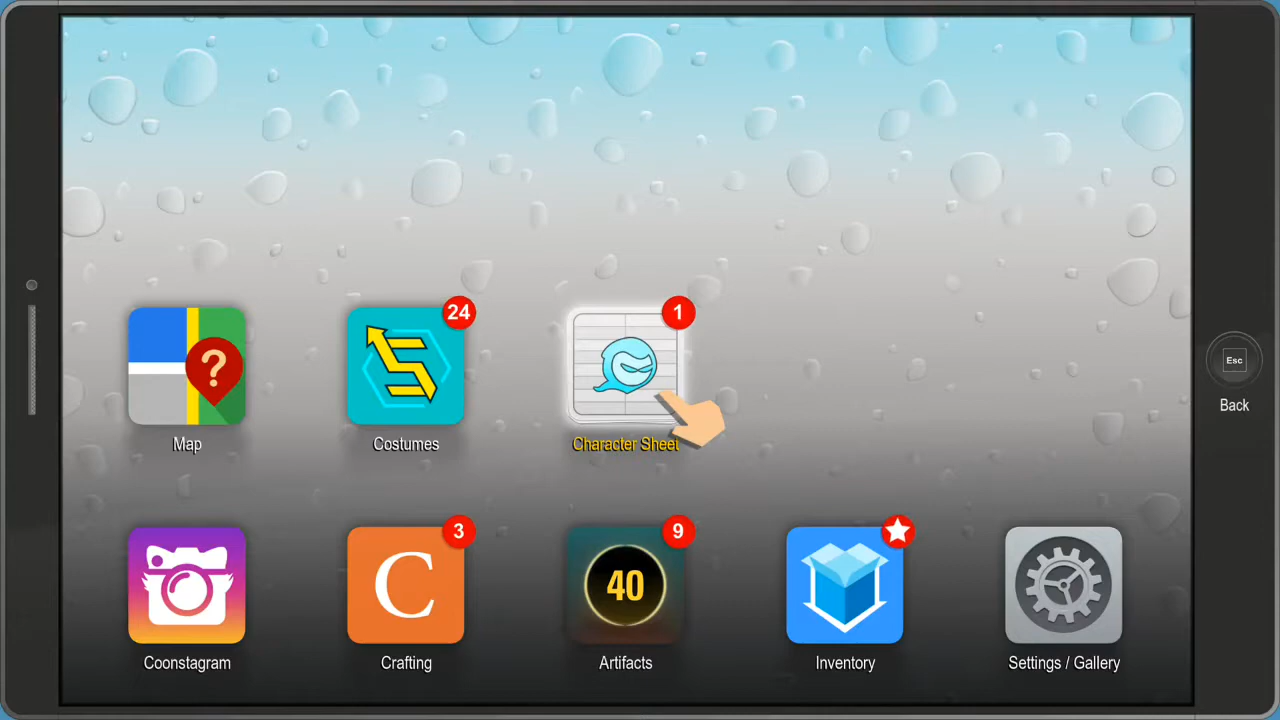 24
1
?
Map
Costumes
Character Sheet
Esc
Back
3
9
C
40
Coonstagram
Crafting
Artifacts
Inventory
Settings / Gallery